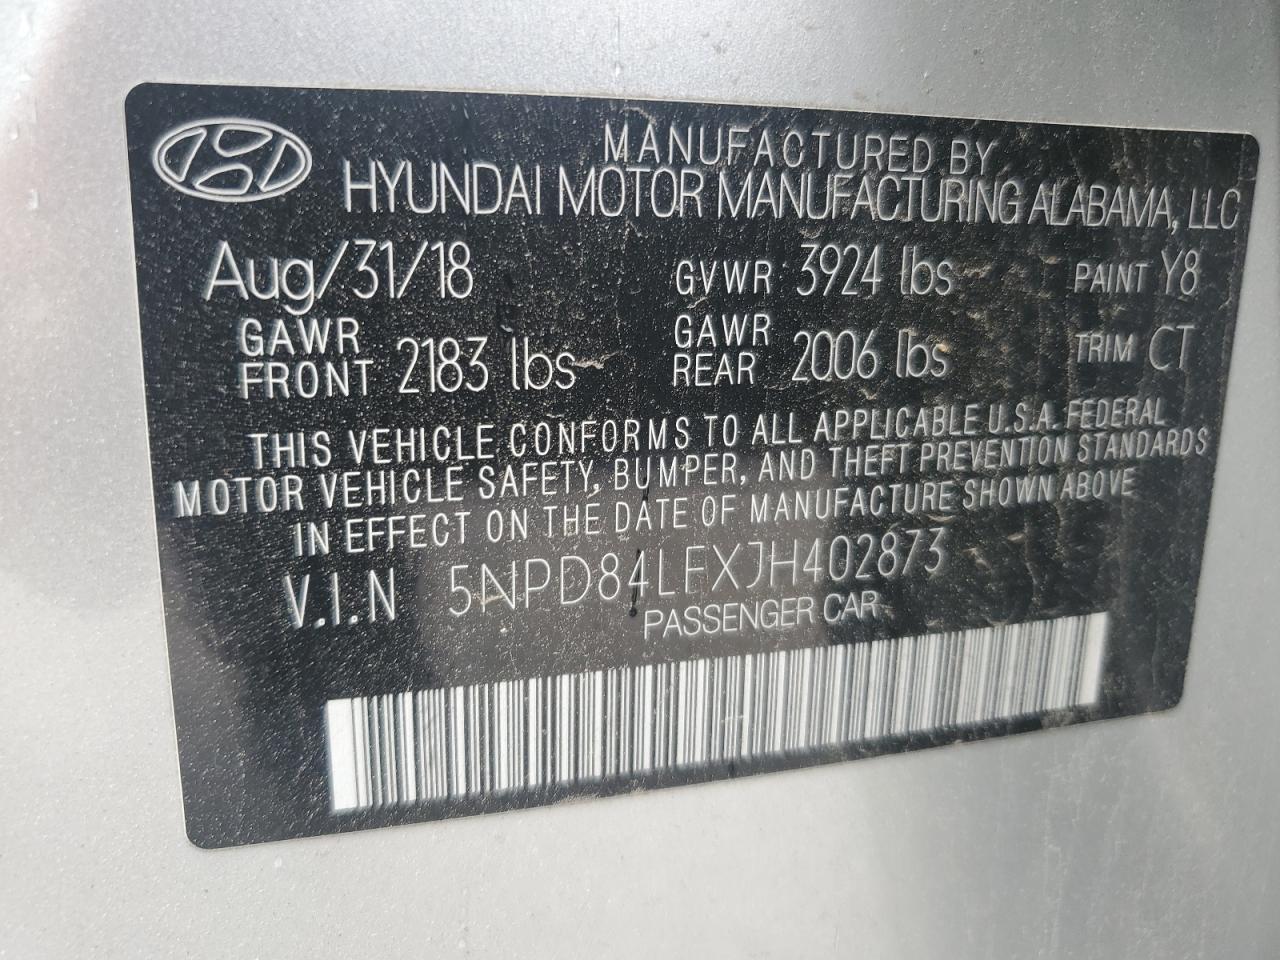 MANUFACTURED BY
HYUNDAI MOTOR MANUFACTURING ALABAMA, LLC
Aug/31/18 GVWR 3924 lbs PAINT Y8
GAWR FRONT 2183 lbs GAWR REAR 2006 lbs TRIM CT
THIS VEHICLE CONFORMS TO ALL APPLICABLE U.S.A. FEDERAL
MOTOR VEHICLE SAFETY, BUMPER, AND THEFT PREVENTION STANDARDS
IN EFFECT ON THE DATE OF MANUFACTURE SHOWN ABOVE
V.I.N 5NPD84LFXJH402873
PASSENGER CAR